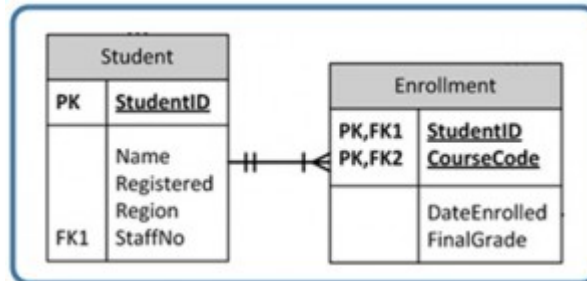 Student
PK StudentID
Name
Registered
Region
FK1 StaffNo
Enrollment
PK,FK1 StudentID
PK,FK2 CourseCode
DateEnrolled
FinalGrade